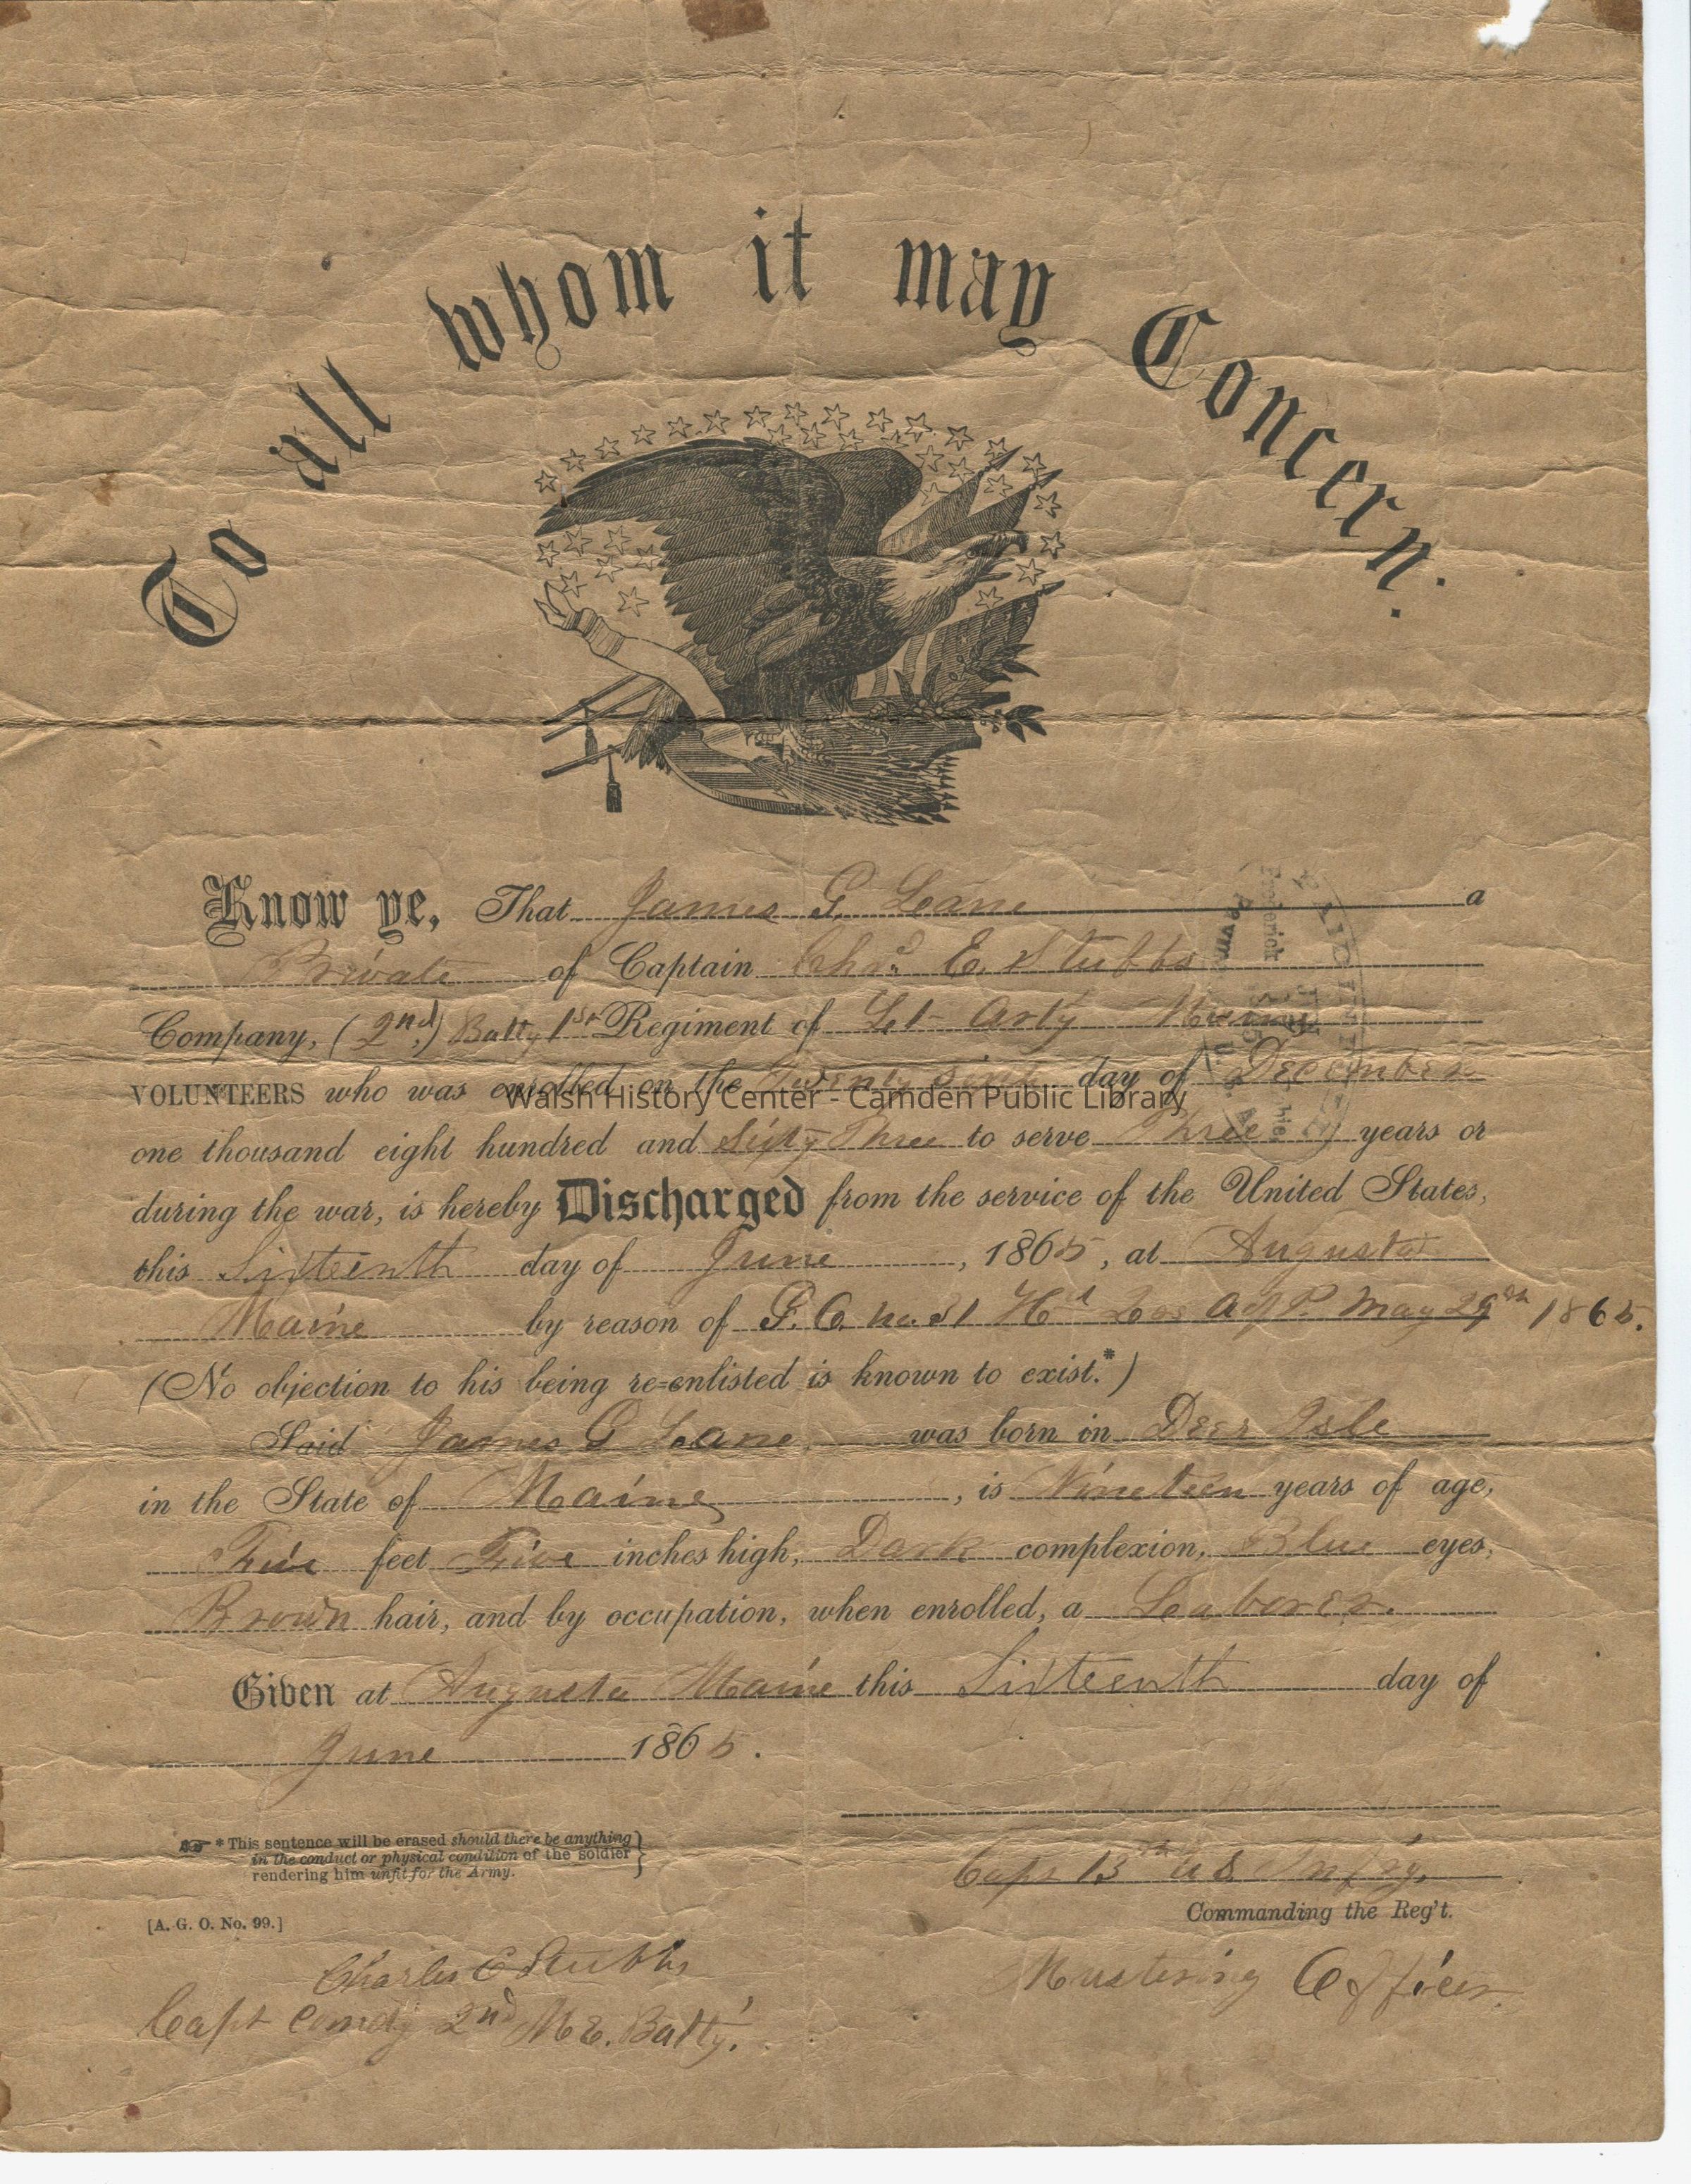 To all whom it may Concern.
Know ye, That James G. Leane a
Private of Captain Chas. E. Stubbs
Company, (2nd,) Batty, 1st Regiment of Lt Arty Maine
VOLUNTEERS who was enrolled on the Twenty Sixth day of December
Walsh History Center - Camden Public Library
one thousand eight hundred and Sixty Three to serve Three years or
during the war, is hereby Discharged from the service of the United States,
this Sixteenth day of June, 1865, at Augusta
Maine by reason of G. O. No. 31 May 29th 1865.
(No objection to his being re-enlisted is known to exist.*)
Said James G Leane was born in Deer Isle
in the State of Maine, is Nineteen years of age,
Five feet Five inches high, Dark complexion, Blue eyes,
Brown hair, and by occupation, when enrolled, a Laborer.
Given at Augusta Maine this Sixteenth day of
June 1865.
☞ * This sentence will be erased should there be anything
in the conduct or physical condition of the soldier
rendering him unfit for the Army.
[A. G. O. No. 99.]
Capt 13th U S Infty,
Commanding the Reg't.
Mustering Officer.
Charles E Stubbs
Capt Comdg 2nd Me. Batty.
Frederick